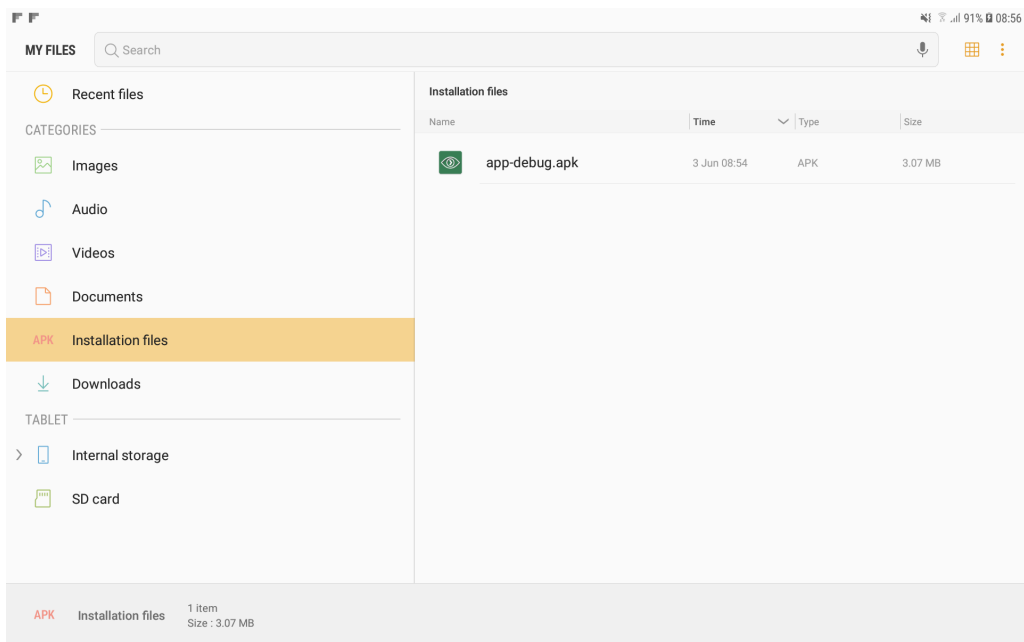 91% 08:56
MY FILES
Search
Recent files
CATEGORIES
Images
Audio
Videos
Documents
APK Installation files
Downloads
TABLET
Internal storage
SD card
Installation files
Name Time Type Size
app-debug.apk 3 Jun 08:54 APK 3.07 MB
APK Installation files
1 item
Size : 3.07 MB